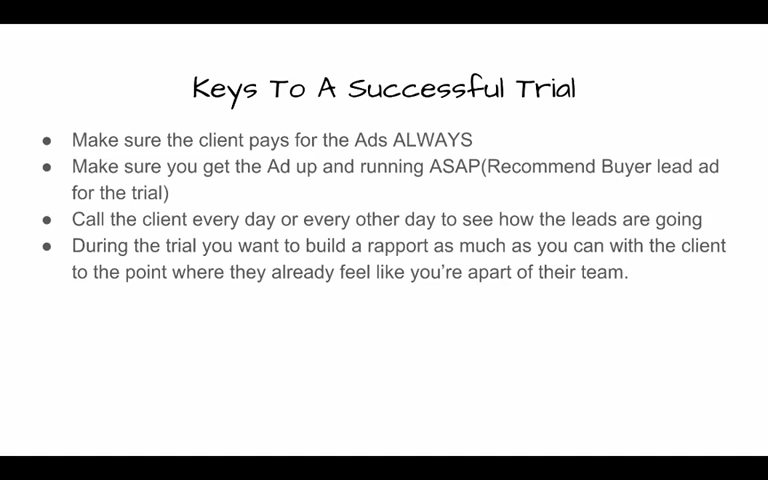 Keys To A Successful Trial
● Make sure the client pays for the Ads ALWAYS
● Make sure you get the Ad up and running ASAP(Recommend Buyer lead ad
for the trial)
● Call the client every day or every other day to see how the leads are going
● During the trial you want to build a rapport as much as you can with the client
to the point where they already feel like you're apart of their team.